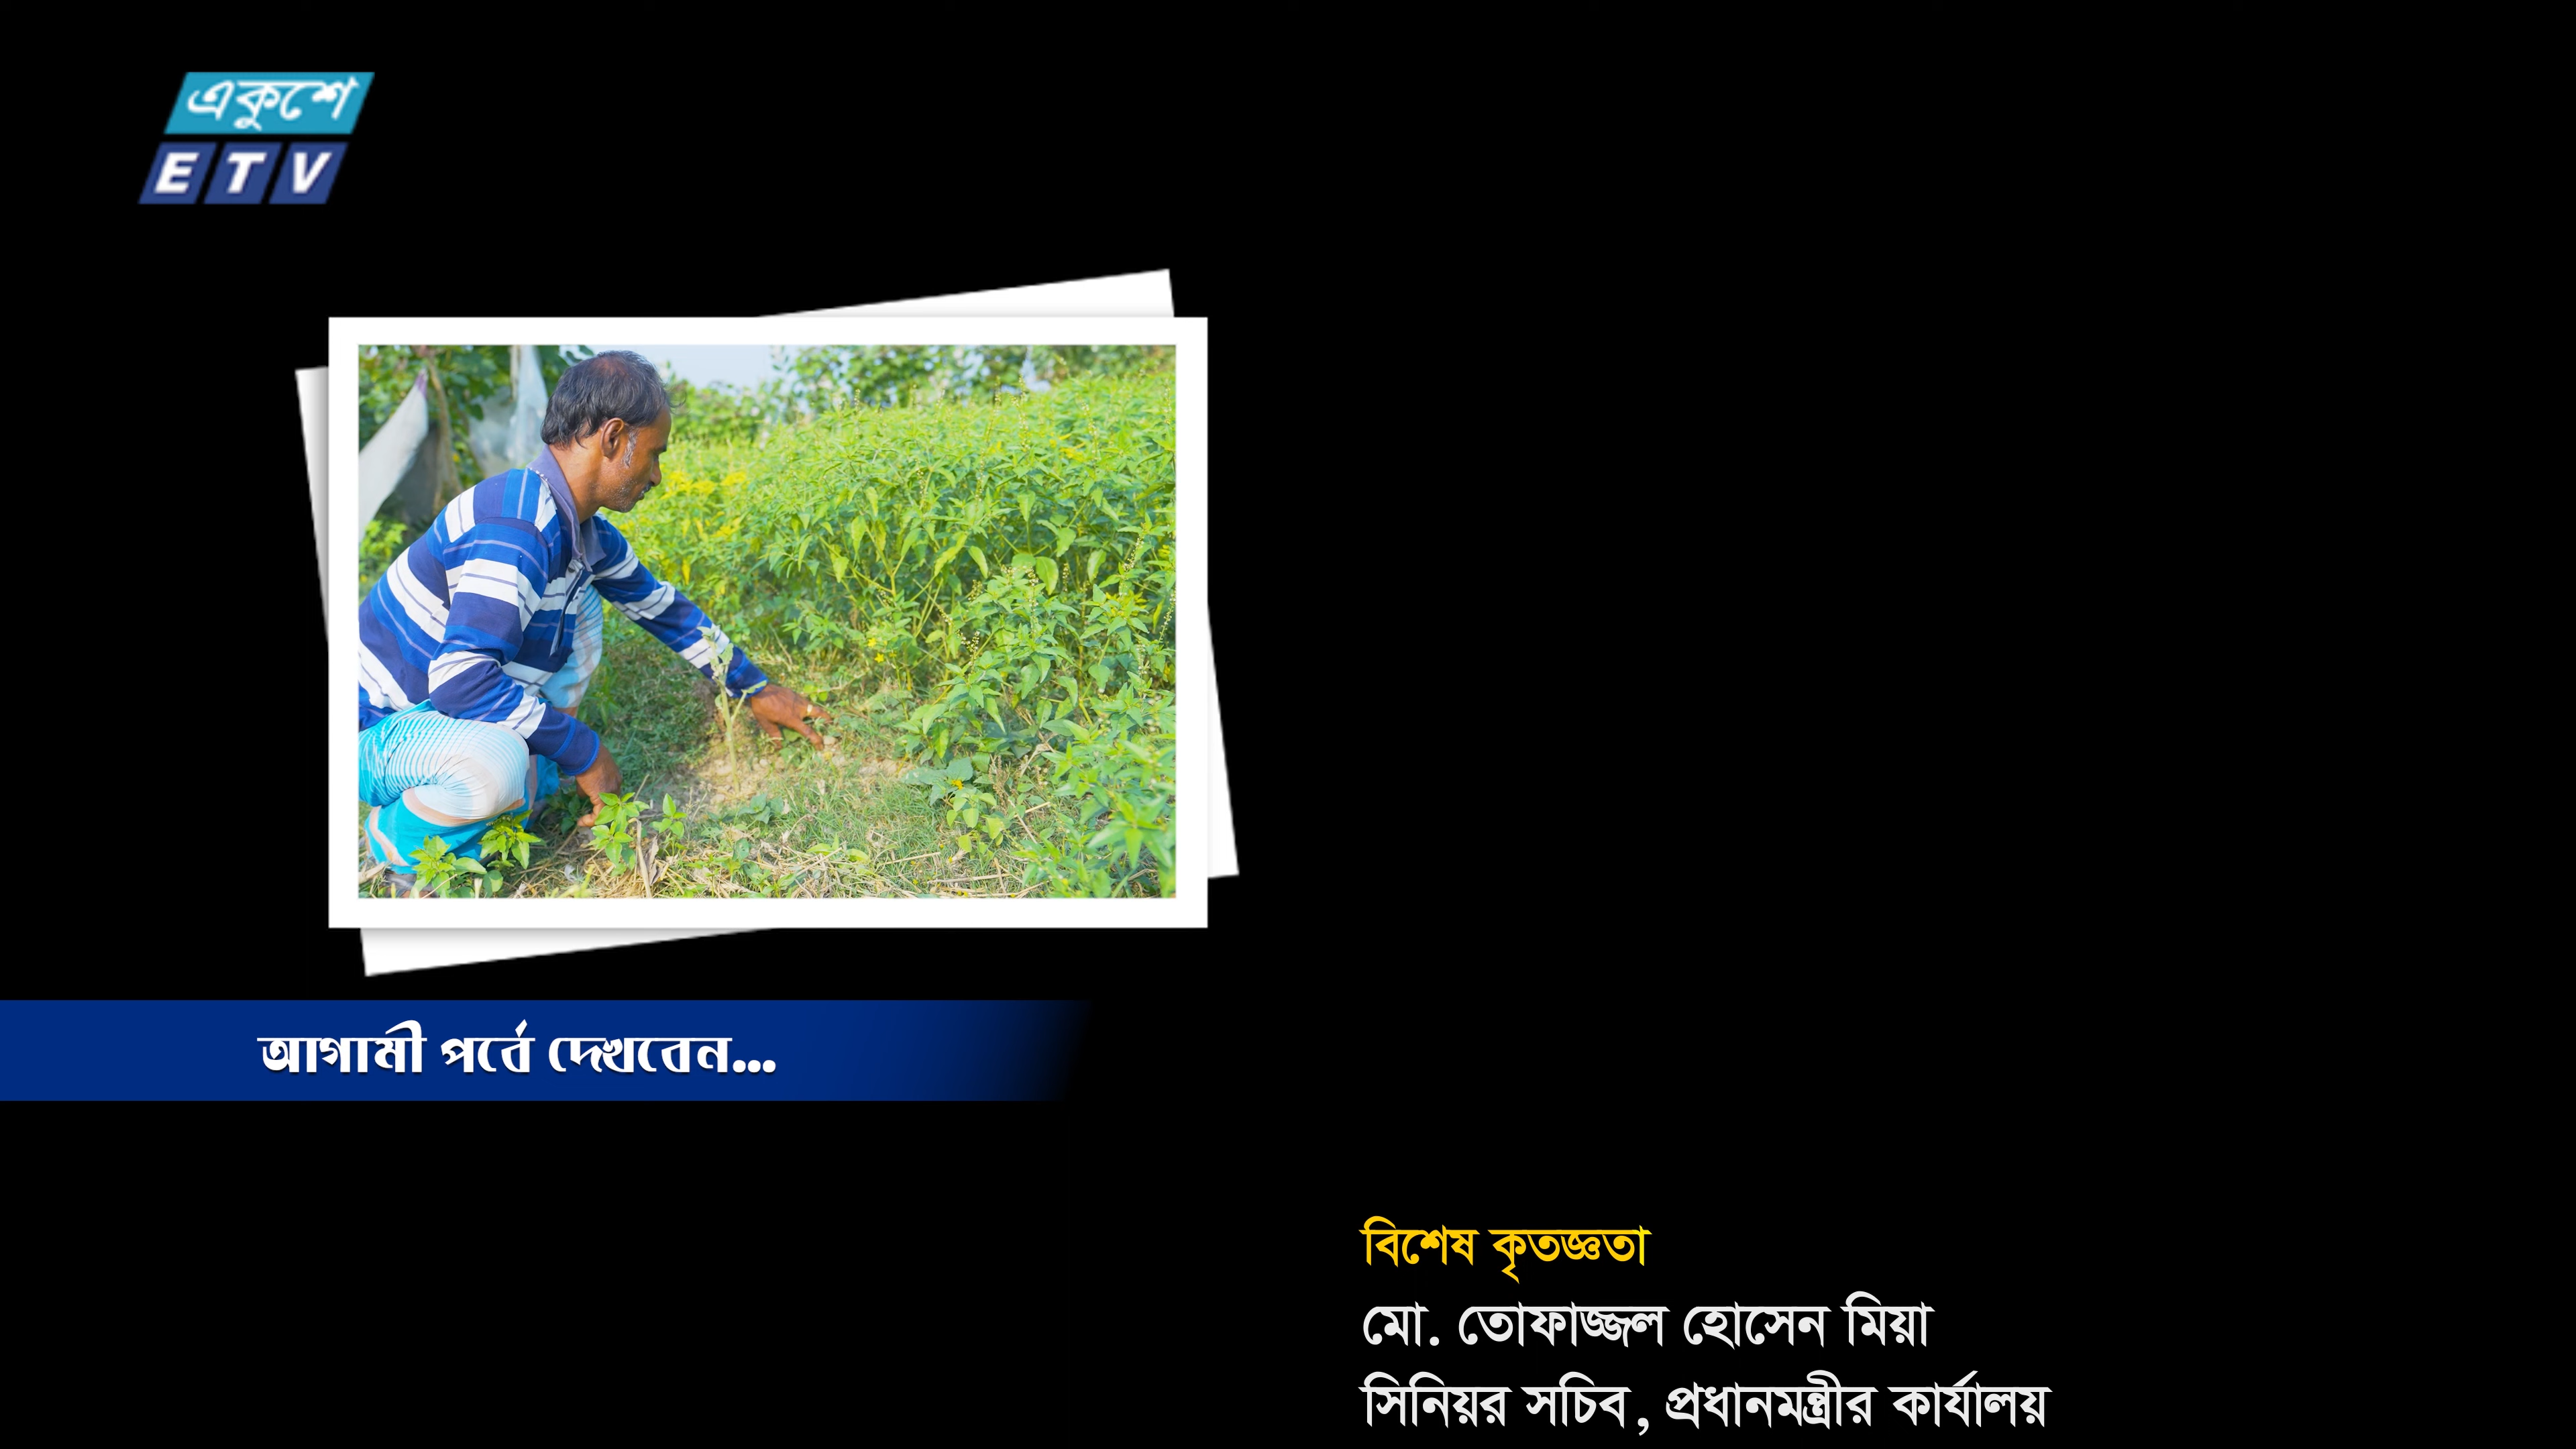 একুশে
ETV
আগামী পর্বে দেখবেন...
বিশেষ কৃতজ্ঞতা
মো. তোফাজ্জল হোসেন মিয়া
সিনিয়র সচিব, প্রধানমন্ত্রীর কার্যালয়